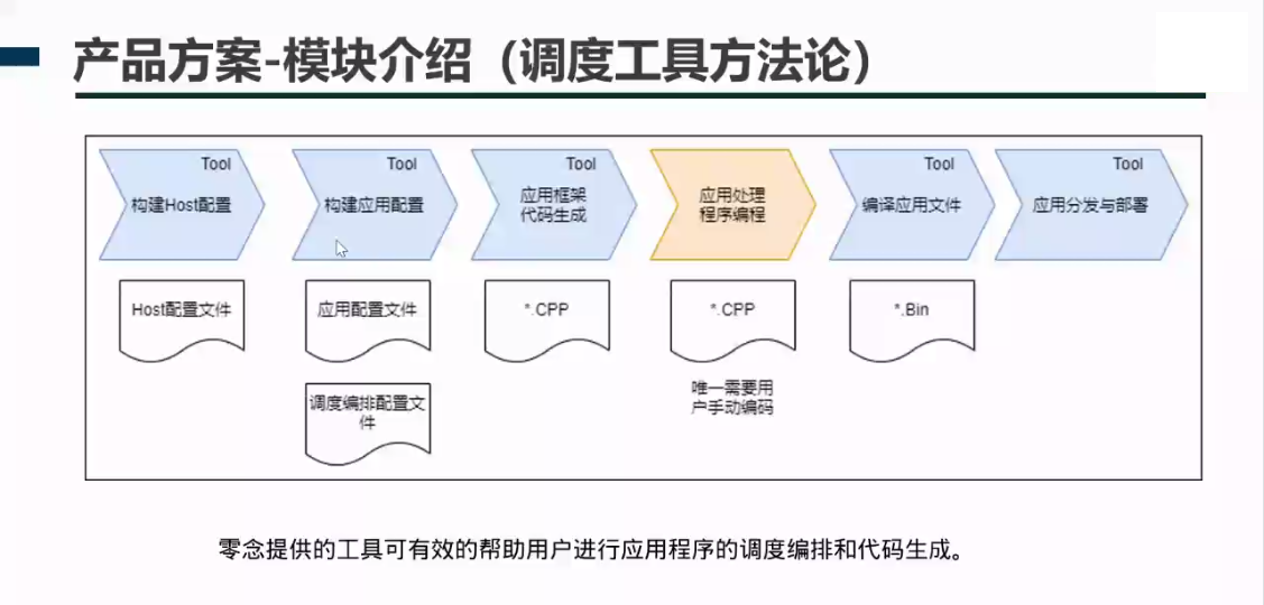 产品方案-模块介绍（调度工具方法论）
Tool
构建Host配置
Tool
构建应用配置
Tool
应用框架
代码生成
应用处理
程序编程
Tool
编译应用文件
Tool
应用分发与部署
Host配置文件
应用配置文件
*.CPP
*.CPP
*.Bin
调度编排配置文
件
唯一需要用
户手动编码
零念提供的工具可有效的帮助用户进行应用程序的调度编排和代码生成。